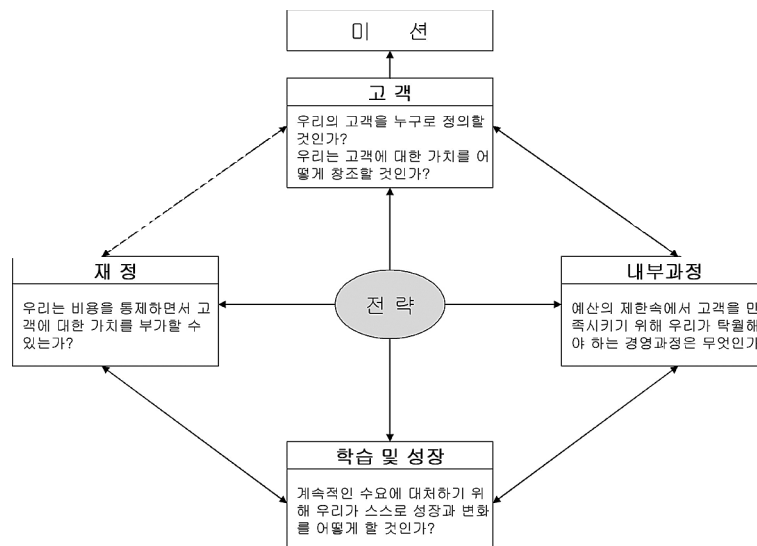 미 션
고 객
우리의 고객을 누구로 정의할
것인가?
우리는 고객에 대한 가치를 어
떻게 창조할 것인가?
재 정
우리는 비용을 통제하면서 고
객에 대한 가치를 부가할 수
있는가?
전 략
내부과정
예산의 제한속에서 고객을 만
족시키기 위해 우리가 탁월해
야 하는 경영과정은 무엇인가
학습 및 성장
계속적인 수요에 대처하기 위
해 우리가 스스로 성장과 변화
를 어떻게 할 것인가?